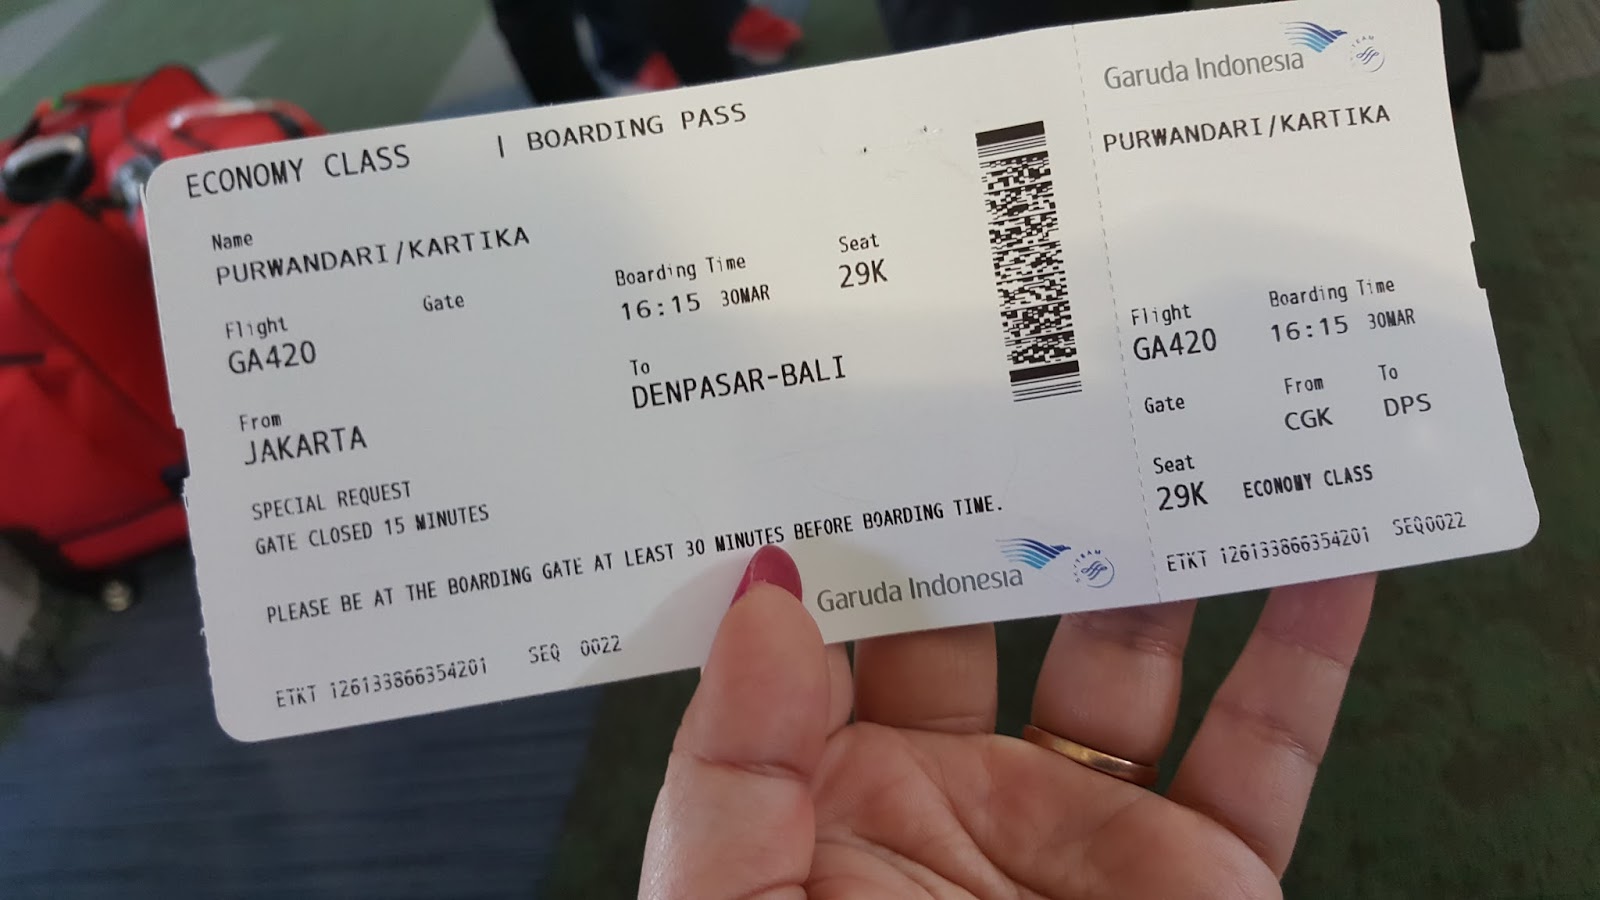 ECONOMY CLASS | BOARDING PASS
Name
PURWANDARI/KARTIKA
Flight Gate Boarding Time Seat
GA420 16:15 30MAR 29K
From To
JAKARTA DENPASAR-BALI
SPECIAL REQUEST
GATE CLOSED 15 MINUTES
PLEASE BE AT THE BOARDING GATE AT LEAST 30 MINUTES BEFORE BOARDING TIME.
Garuda Indonesia
ETKT 126133866354201 SEQ 0022
Garuda Indonesia
PURWANDARI/KARTIKA
Flight Boarding Time
GA420 16:15 30MAR
Gate From To
CGK DPS
Seat
29K ECONOMY CLASS
ETKT 126133866354201 SEQ0022